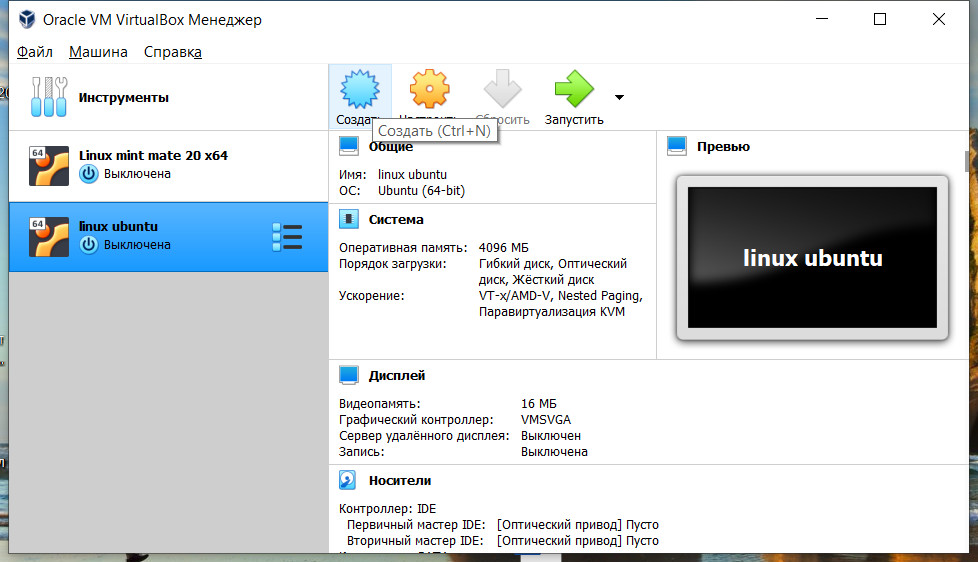 Oracle VM VirtualBox Менеджер
Файл Машина Справка
Инструменты
Создать
Сбросить
Запустить
Создать (Ctrl+N)
64
Linux mint mate 20 x64
Выключена
64
linux ubuntu
Выключена
Общие
Имя: linux ubuntu
ОС: Ubuntu (64-bit)
Система
Оперативная память: 4096 МБ
Порядок загрузки: Гибкий диск, Оптический
диск, Жёсткий диск
Ускорение: VT-x/AMD-V, Nested Paging,
Паравиртуализация KVM
Превью
linux ubuntu
Дисплей
Видеопамять: 16 МБ
Графический контроллер: VMSVGA
Сервер удалённого дисплея: Выключен
Запись: Выключена
Носители
Контроллер: IDE
Первичный мастер IDE: [Оптический привод] Пусто
Вторичный мастер IDE: [Оптический привод] Пусто